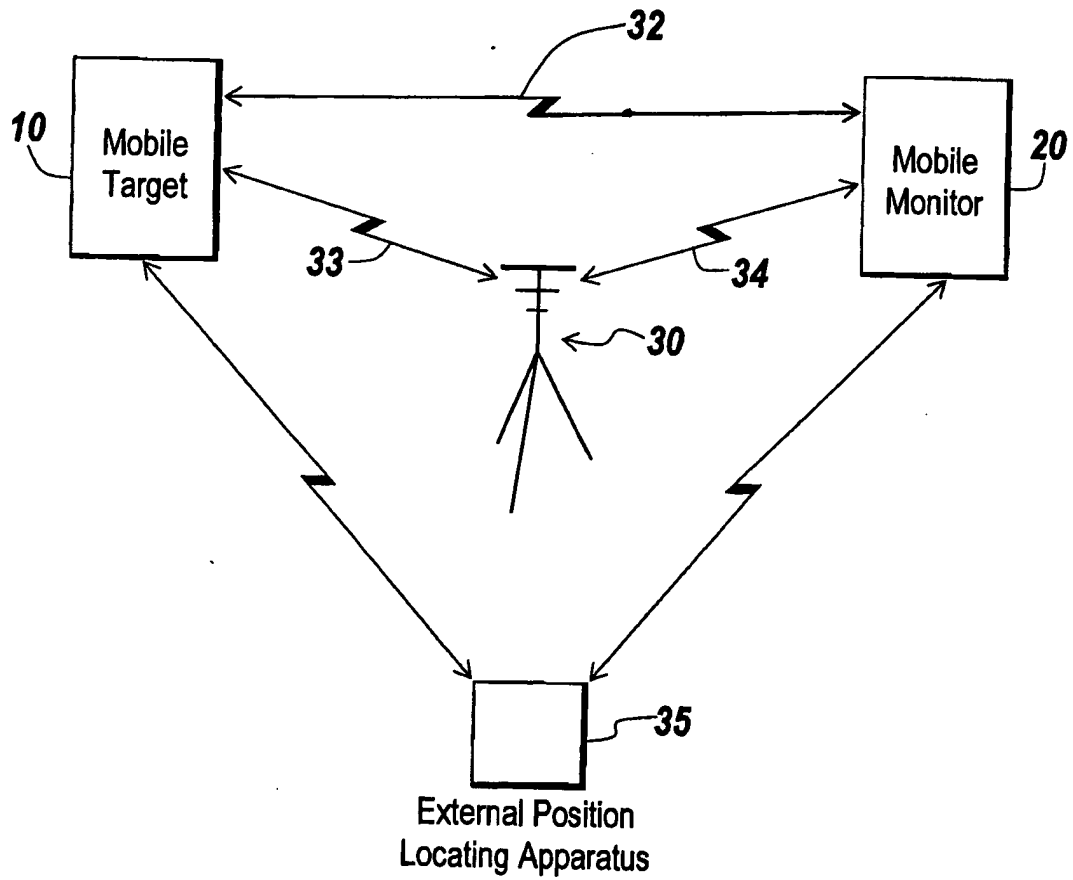 32
10
Mobile
Target
Mobile
Monitor
20
33
34
30
35
External Position
Locating Apparatus